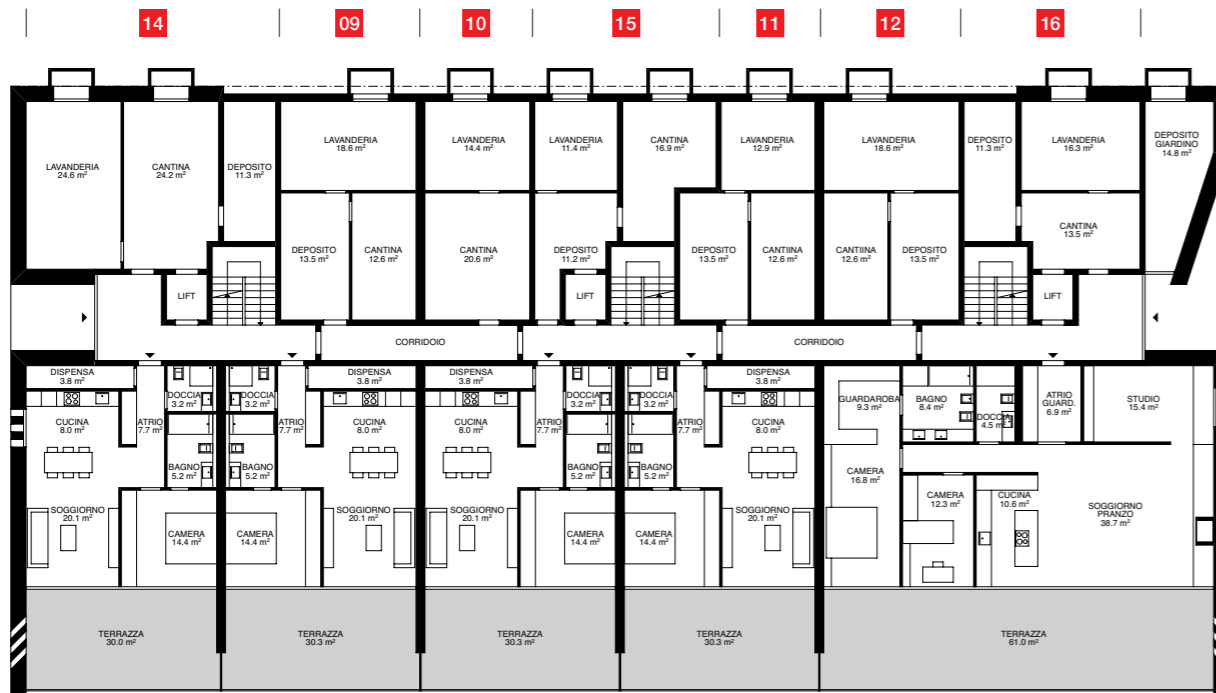 14
09
10
15
11
12
16
LAVANDERIA
24.6 m²
CANTINA
24.2 m²
DEPOSITO
11.3 m²
LAVANDERIA
18.6 m²
LAVANDERIA
14.4 m²
LAVANDERIA
11.4 m²
CANTINA
16.9 m²
LAVANDERIA
12.9 m²
LAVANDERIA
18.6 m²
DEPOSITO
11.3 m²
LAVANDERIA
16.3 m²
DEPOSITO
GIARDINO
14.8 m²
DEPOSITO
13.5 m²
CANTINA
12.6 m²
CANTINA
20.6 m²
DEPOSITO
11.2 m²
DEPOSITO
13.5 m²
CANTIINA
12.6 m²
CANTIINA
12.6 m²
DEPOSITO
13.5 m²
CANTINA
13.5 m²
LIFT
LIFT
LIFT
CORRIDOIO
CORRIDOIO
DISPENSA
3.8 m²
DISPENSA
3.8 m²
DISPENSA
3.8 m²
DISPENSA
3.8 m²
DOCCIA
3.2 m²
DOCCIA
3.2 m²
DOCCIA
3.2 m²
DOCCIA
3.2 m²
GUARDAROBA
9.3 m²
BAGNO
8.4 m²
DOCCIA
4.5 m²
ATRIO
GUARD.
6.9 m²
STUDIO
15.4 m²
CUCINA
8.0 m²
ATRIO
7.7 m²
ATRIO
7.7 m²
CUCINA
8.0 m²
CUCINA
8.0 m²
ATRIO
7.7 m²
ATRIO
7.7 m²
CUCINA
8.0 m²
BAGNO
5.2 m²
BAGNO
5.2 m²
BAGNO
5.2 m²
BAGNO
5.2 m²
CAMERA
16.8 m²
CAMERA
12.3 m²
CUCINA
10.6 m²
SOGGIORNO
PRANZO
38.7 m²
SOGGIORNO
20.1 m²
CAMERA
14.4 m²
CAMERA
14.4 m²
SOGGIORNO
20.1 m²
SOGGIORNO
20.1 m²
CAMERA
14.4 m²
CAMERA
14.4 m²
SOGGIORNO
20.1 m²
TERRAZZA
30.0 m²
TERRAZZA
30.3 m²
TERRAZZA
30.3 m²
TERRAZZA
30.3 m²
TERRAZZA
61.0 m²